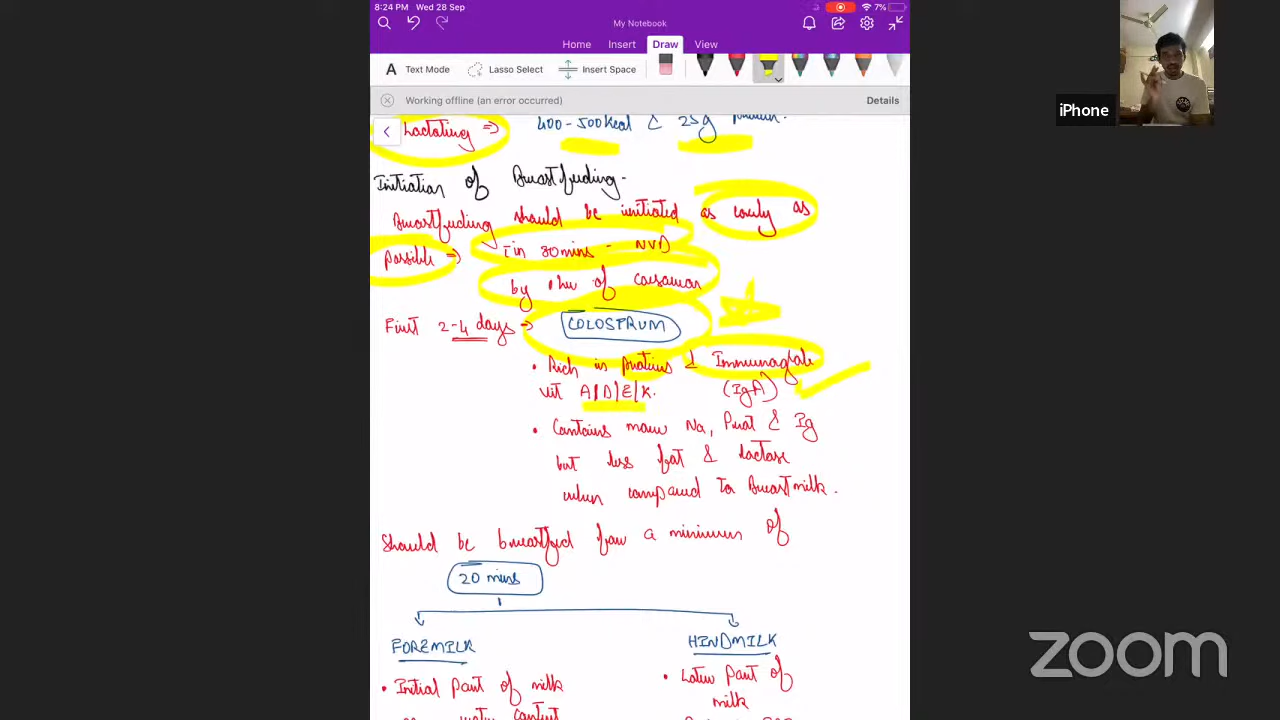 8:24 PM Wed 28 Sep
7%
My Notebook
Home Insert Draw View
Text Mode Lasso Select Insert Space
Working offline (an error occurred) Details
iPhone
Lactating ⇒ 400-500kcal & 25g protein.
Initiation of Breastfeeding -
Breastfeeding should be initiated as early as
possible ⇒ in 30mins - NVD
by 1hr of caesarean
First 2-4 days → COLOSTRUM
• Rich in proteins & Immunoglob
vit A/D/E/K. (IgA)
• Contains more Na, Prot & Ig
but less fat & lactose
when compared to Breastmilk.
Should be breastfed for a minimum of
20 mins
FOREMILK HINDMILK
• Initial part of milk • Later part of
milk
water content
zoom